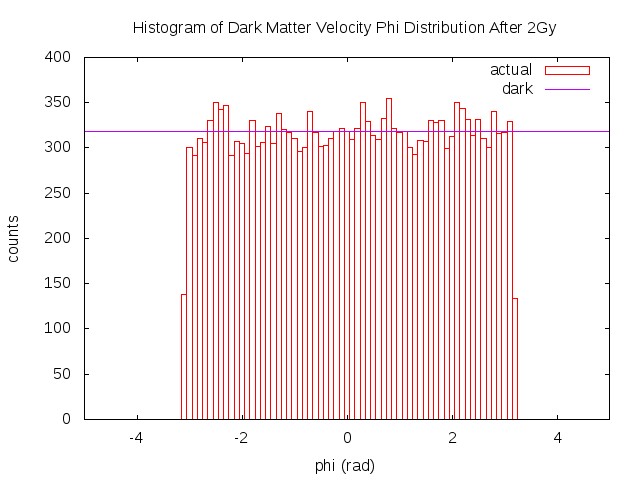 Histogram of Dark Matter Velocity Phi Distribution After 2Gy
400
350
300
250
200
150
100
50
0
counts
actual
dark
-4
-2
0
2
4
phi (rad)